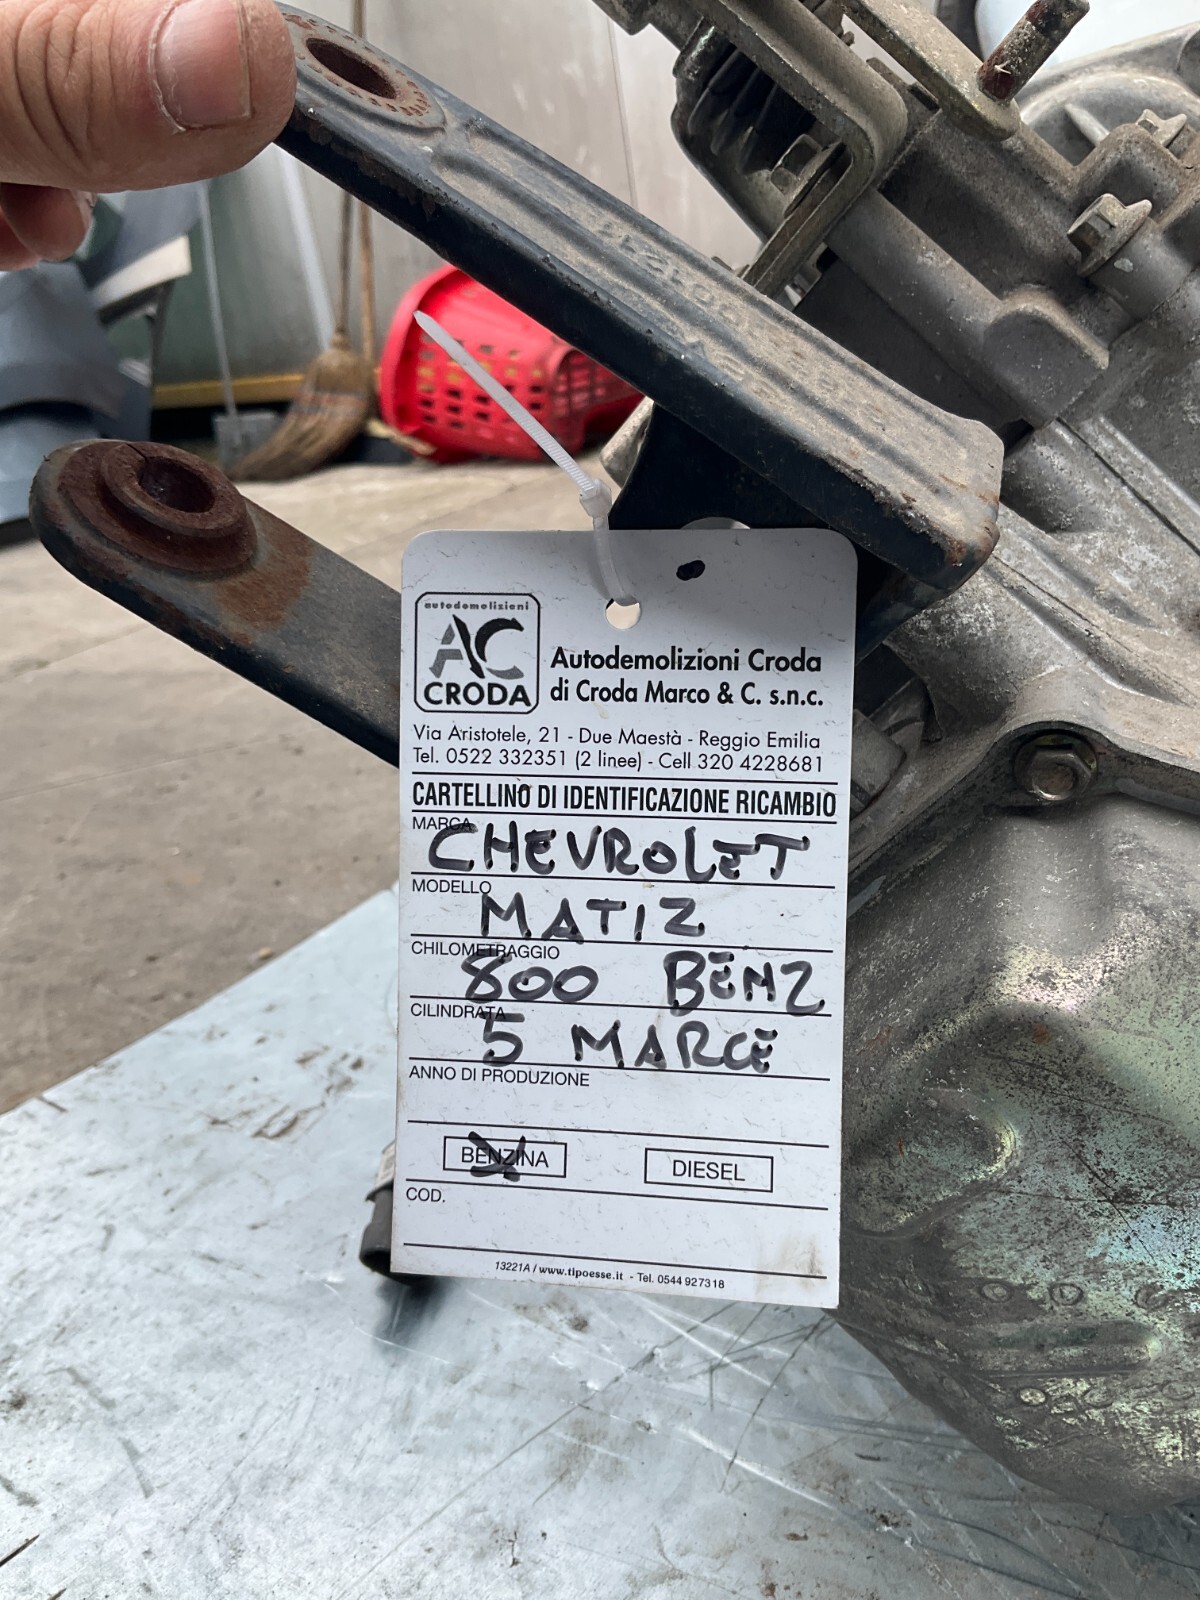 autodemolizioni
AC
CRODA
Autodemolizioni Croda
di Croda Marco & C. s.n.c.
Via Aristotele, 21 - Due Maestà - Reggio Emilia
Tel. 0522 332351 (2 linee) - Cell 320 4228681
CARTELLINO DI IDENTIFICAZIONE RICAMBIO
MARCA
CHEVROLET
MODELLO
MATIZ
CHILOMETRAGGIO
800 BENZ
CILINDRATA
5 MARCE
ANNO DI PRODUZIONE
BENZINA DIESEL
COD.
13221A / www.tipoesse.it - Tel. 0544 927318